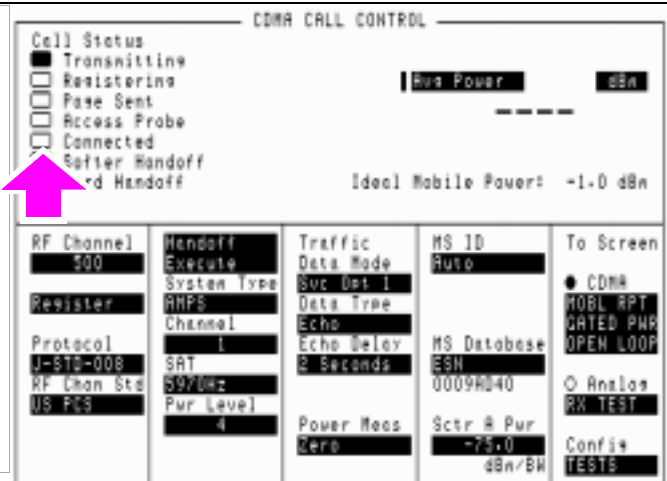 CDMA CALL CONTROL
Call Status
Transmitting
Registering
Page Sent
Access Probe
Connected
Softer Handoff
Handoff
Avg Power dBm
----
Ideal Mobile Power: -1.0 dBm
RF Channel
500
Register
Protocol
J-STD-008
RF Chan Std
US PCS
Handoff
Execute
System Type
AMPS
Channel
1
SAT
5970Hz
Pwr Level
4
Traffic
Data Mode
Svc Opt 1
Data Type
Echo
Echo Delay
2 Seconds
Power Meas
Zero
MS ID
Auto
MS Database
ESN
0009AD40
Sctr A Pwr
-75.0
dBm/BW
To Screen
CDMA
MOBL RPT
GATED PWR
OPEN LOOP
Analog
RX TEST
Config
TESTS